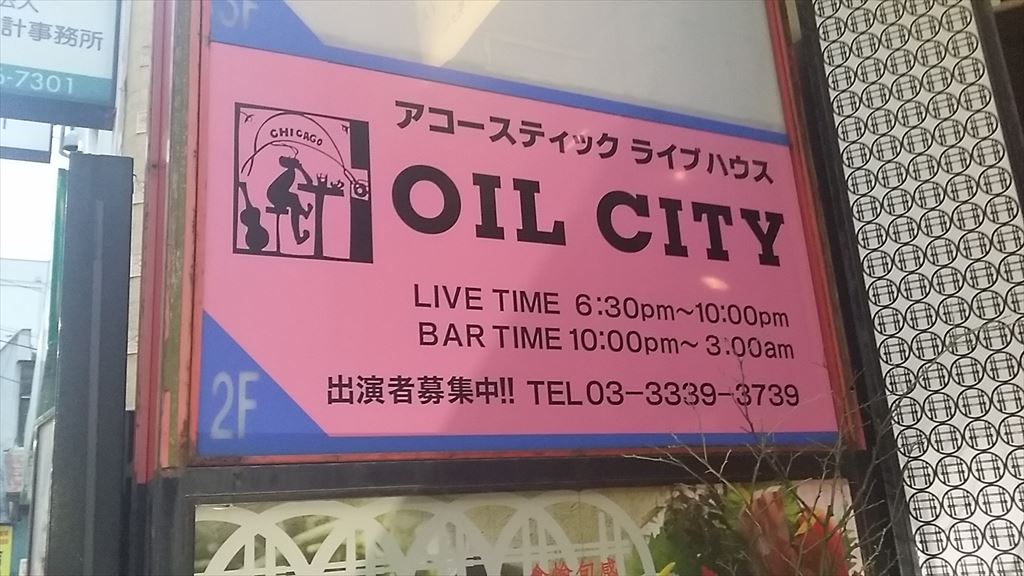 3F
計事務所
7301
CHICAGO
アコースティック ライブハウス
OIL CITY
LIVE TIME 6:30pm〜10:00pm
BAR TIME 10:00pm〜3:00am
2F
出演者募集中!! TEL03-3339-3739